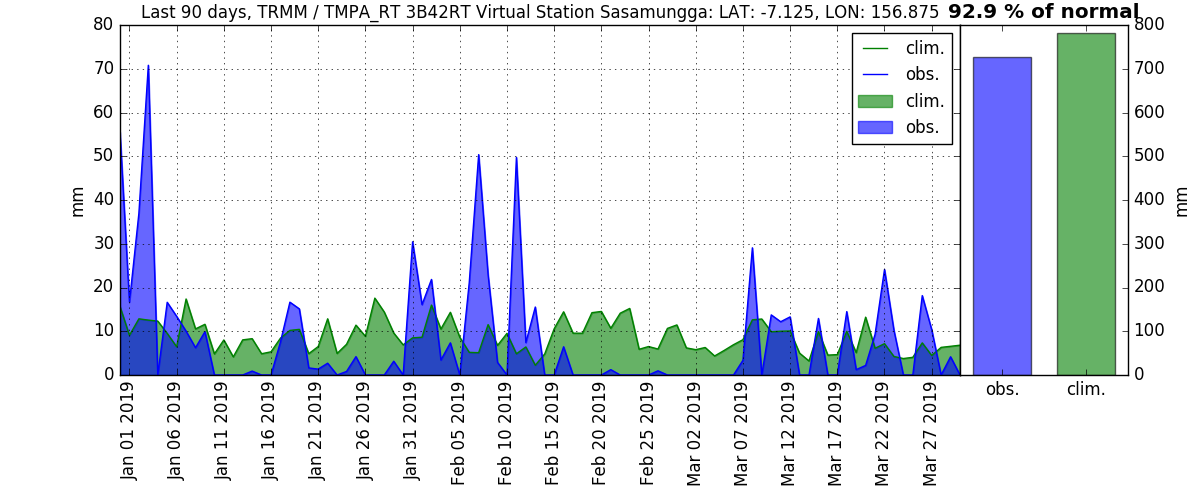 Last 90 days, TRMM / TMPA_RT 3B42RT Virtual Station Sasamungga: LAT: -7.125, LON: 156.875
92.9 % of normal
mm
80
70
60
50
40
30
20
10
0
clim.
obs.
clim.
obs.
Jan 01 2019
Jan 06 2019
Jan 11 2019
Jan 16 2019
Jan 21 2019
Jan 26 2019
Jan 31 2019
Feb 05 2019
Feb 10 2019
Feb 15 2019
Feb 20 2019
Feb 25 2019
Mar 02 2019
Mar 07 2019
Mar 12 2019
Mar 17 2019
Mar 22 2019
Mar 27 2019
obs.
clim.
800
700
600
500
400
300
200
100
0
mm